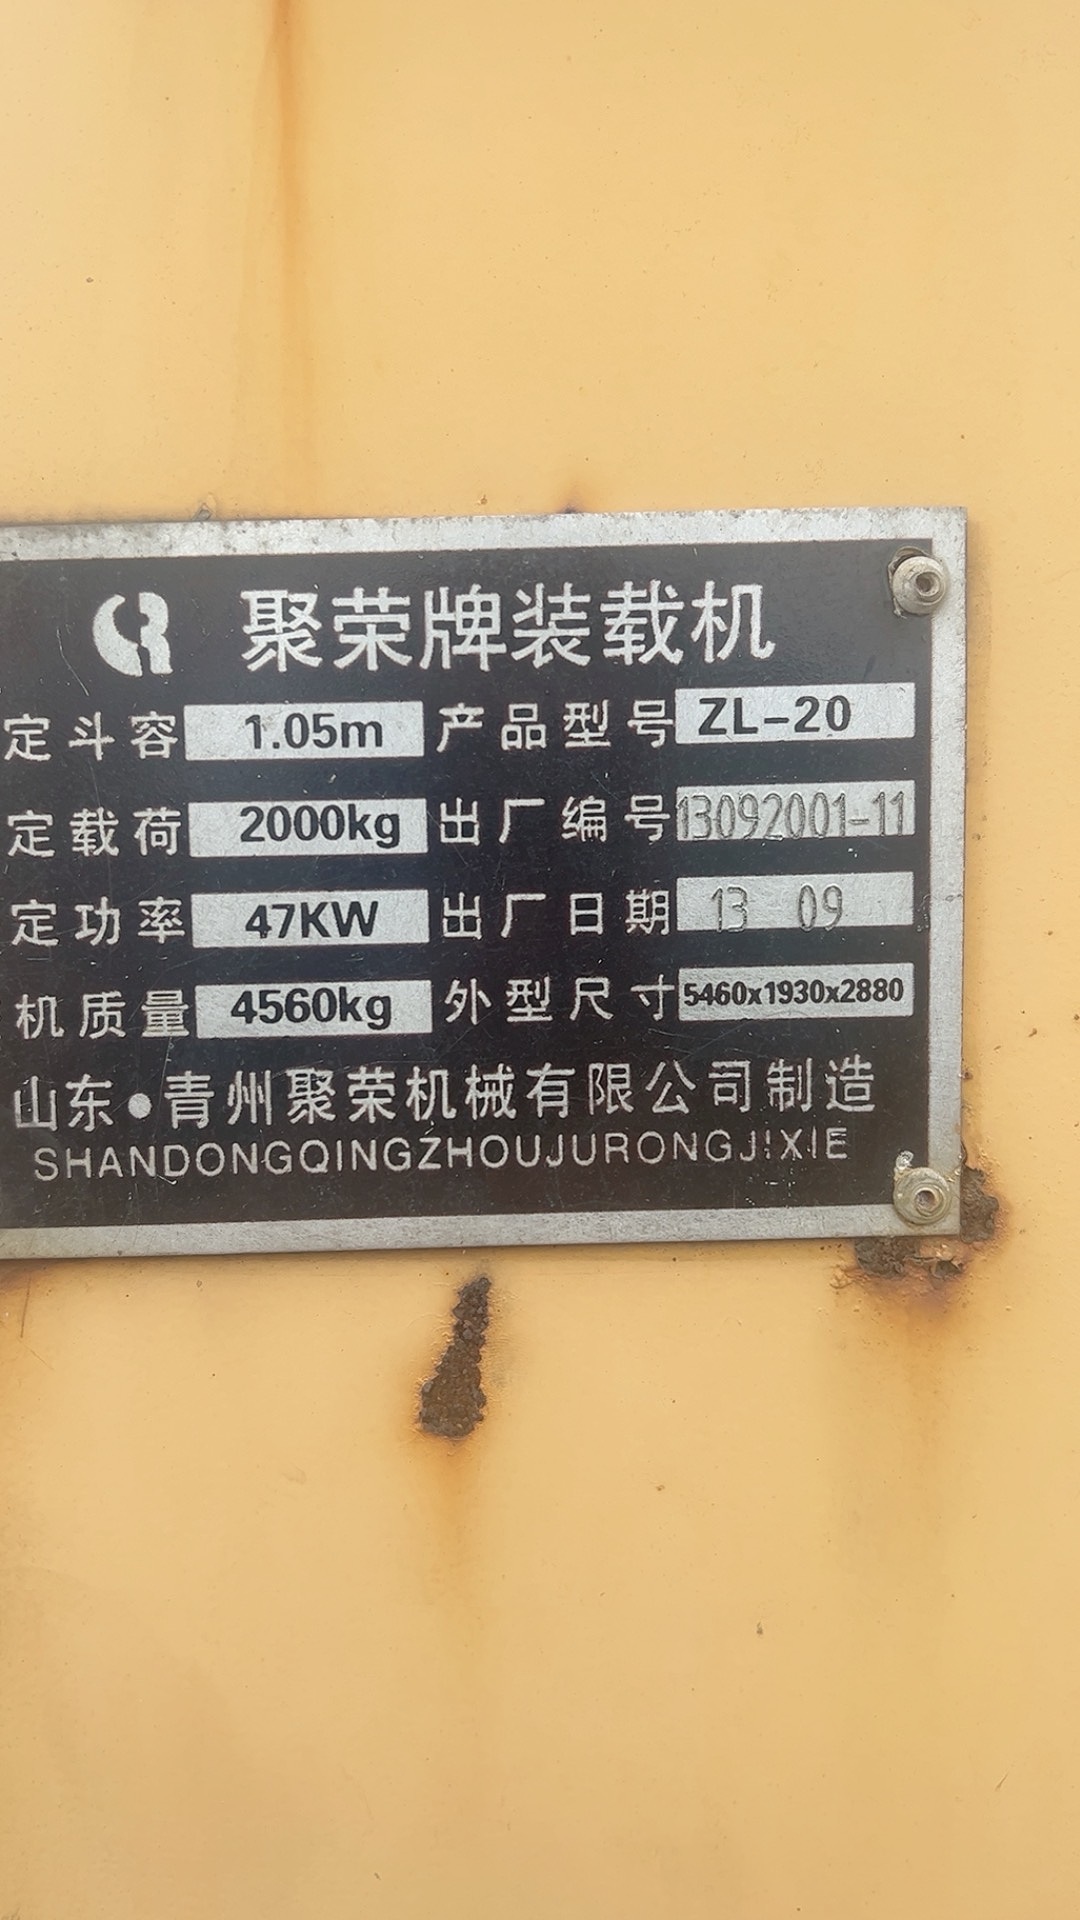 聚荣牌装载机
定斗容 1.05m 产品型号 ZL-20
定载荷 2000kg 出厂编号 13092001-11
定功率 47KW 出厂日期 13 09
机质量 4560kg 外型尺寸 5460x1930x2880
山东•青州聚荣机械有限公司制造
SHANDONGQINGZHOUJURONGJIXIE